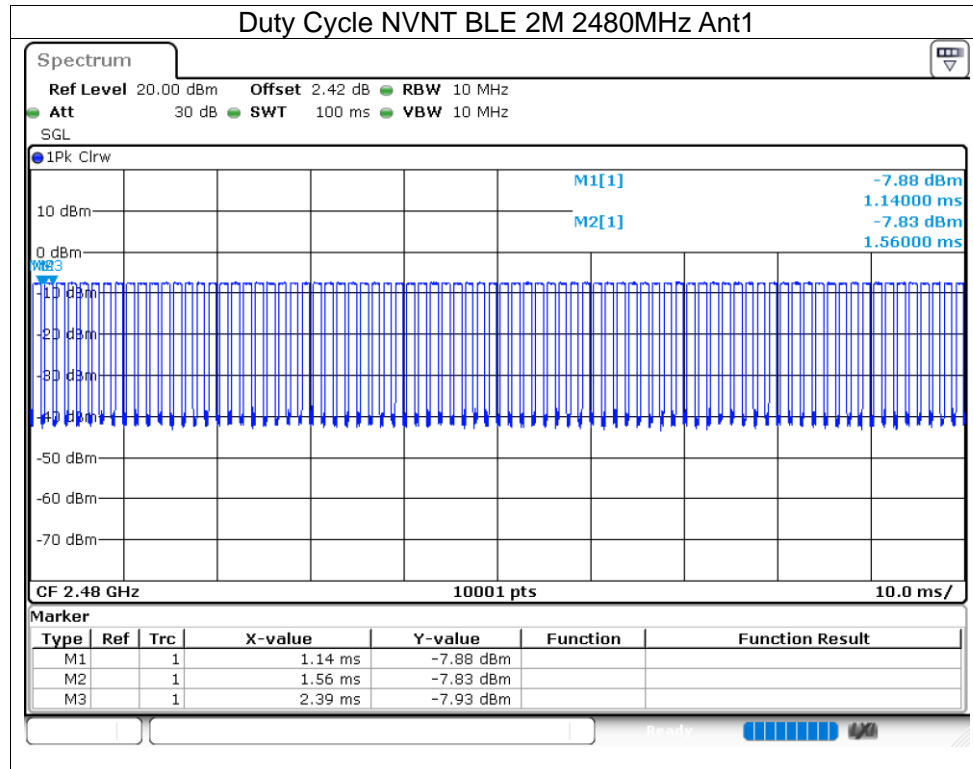 Duty Cycle NVNT BLE 2M 2480MHz Ant1
Spectrum
Ref Level 20.00 dBm Offset 2.42 dB RBW 10 MHz
Att 30 dB SWT 100 ms VBW 10 MHz
SGL
1Pk Clrw
M1[1] -7.88 dBm
1.14000 ms
10 dBm
M2[1] -7.83 dBm
1.56000 ms
0 dBm
-10 dBm
-20 dBm
-30 dBm
-40 dBm
-50 dBm
-60 dBm
-70 dBm
CF 2.48 GHz 10001 pts 10.0 ms/
Marker
Type Ref Trc X-value Y-value Function Function Result
M1 1 1.14 ms -7.88 dBm
M2 1 1.56 ms -7.83 dBm
M3 1 2.39 ms -7.93 dBm
Ready LXI